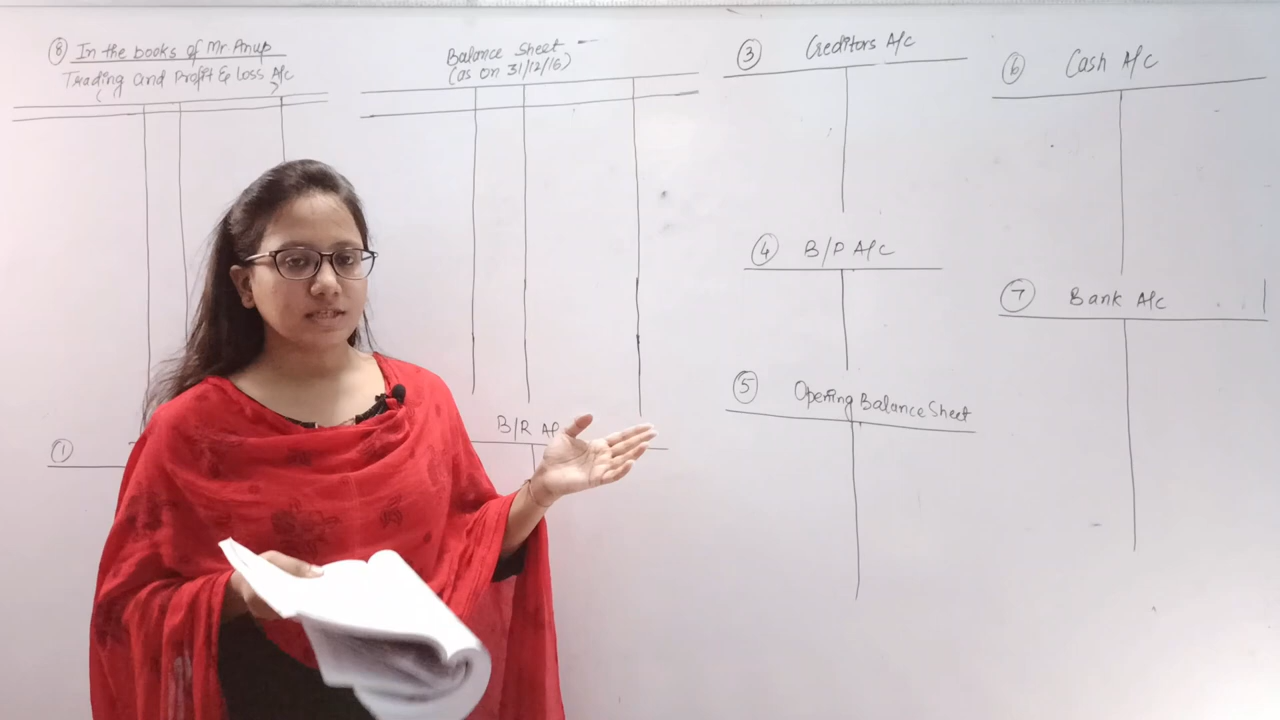 ⑧ In the books of Mr Anup
Trading and Profit & Loss A/c
Balance Sheet
(as on 31/12/16)
①
B/R A/c
③ Creditors A/c
④ B/P A/c
⑤ Opening Balance Sheet
⑥ Cash A/c
⑦ Bank A/c